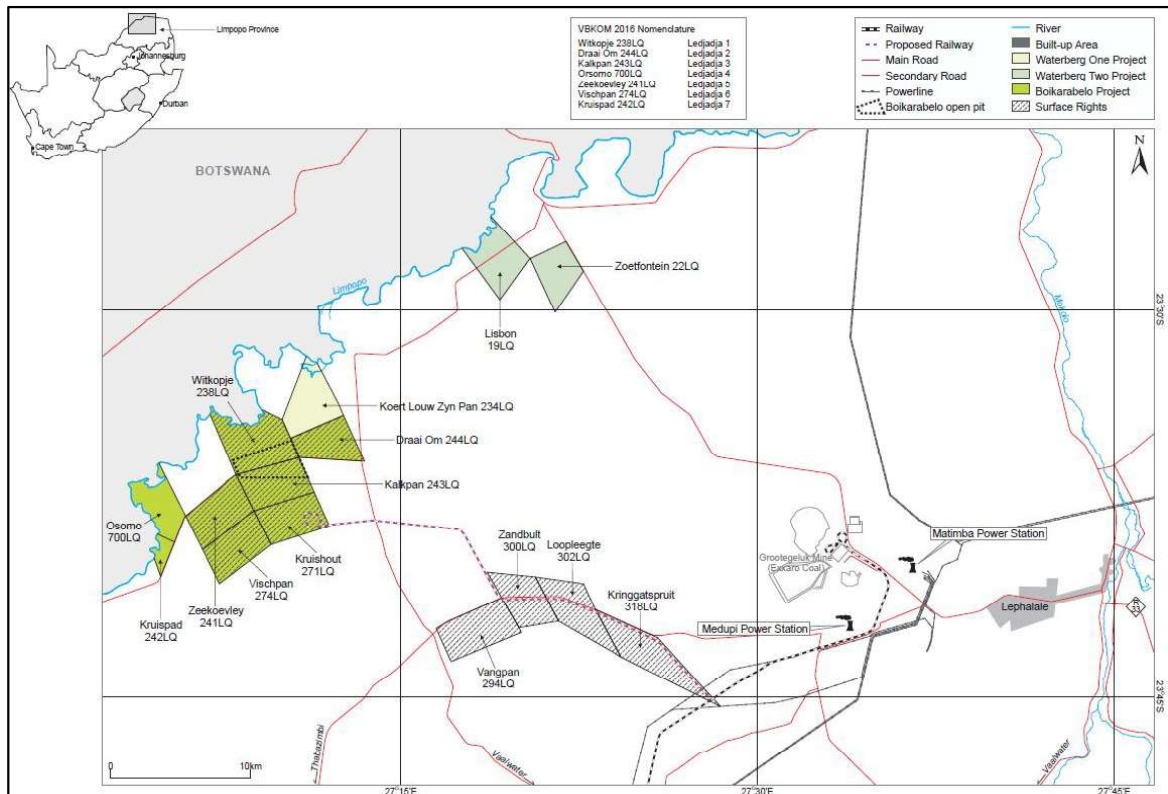 Limpopo Province
Johannesburg
Durban
Cape Town
VBKOM 2016 Nomenclature
Witkopje 238LQ Ledjadja 1
Draai Om 244LQ Ledjadja 2
Kalkpan 243LQ Ledjadja 3
Orsomo 700LQ Ledjadja 4
Zeekoevley 241LQ Ledjadja 5
Vischpan 274LQ Ledjadja 6
Kruispad 242LQ Ledjadja 7
Railway
Proposed Railway
Main Road
Secondary Road
Powerline
Boikarabelo open pit
River
Built-up Area
Waterberg One Project
Waterberg Two Project
Boikarabelo Project
Surface Rights
N
BOTSWANA
Limpopo
Mokolo
Zoetfontein 22LQ
Lisbon
19LQ
23°30'S
Witkopje
238LQ
Koert Louw Zyn Pan 234LQ
Draai Om 244LQ
Kalkpan 243LQ
Osomo
700LQ
Kruishout
271LQ
Vischpan
274LQ
Zeekoevley
241LQ
Kruispad
242LQ
Zandbult
300LQ
Loopleegte
302LQ
Kringgatspruit
318LQ
Vangpan
294LQ
Grootegeluk Mine
(Exxaro Coal)
Matimba Power Station
Medupi Power Station
Lephalale
R
33
23°45'S
Thabazimbi
Vaalwater
Vaalwater
0 10km
27°15'E
27°30'E
27°45'E